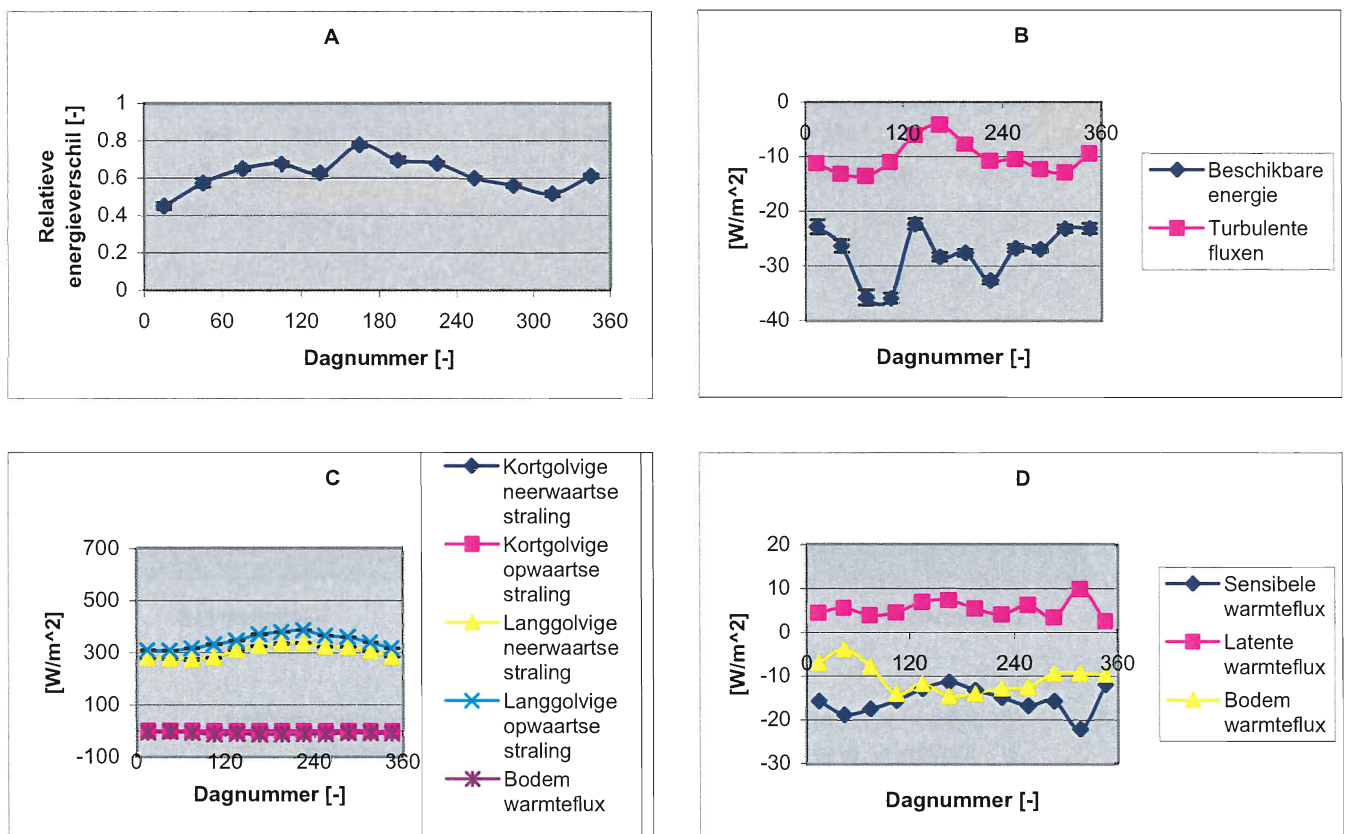 A
Relatieve
energieverschil [-]
1
0.8
0.6
0.4
0.2
0
0 60 120 180 240 300 360
Dagnummer [-]
B
[W/m^2]
0
-10
-20
-30
-40
0 120 240 360
Dagnummer [-]
Beschikbare
energie
Turbulente
fluxen
C
[W/m^2]
700
500
300
100
-100
0 120 240 360
Dagnummer [-]
Kortgolvige
neerwaartse
straling
Kortgolvige
opwaartse
straling
Langgolvige
neerwaartse
straling
Langgolvige
opwaartse
straling
Bodem
warmteflux
D
[W/m^2]
20
10
0
-10
-20
-30
0 120 240 360
Dagnummer [-]
Sensibele
warmteflux
Latente
warmteflux
Bodem
warmteflux